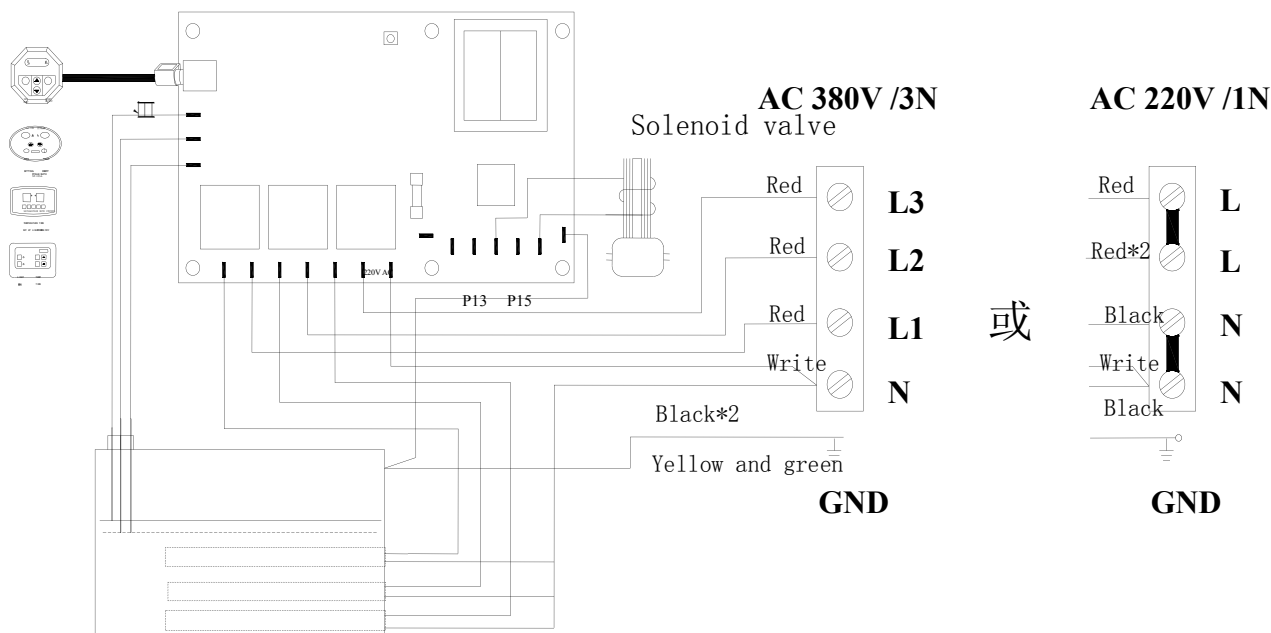 AC 380V /3N
AC 220V /1N
Solenoid valve
Red
L3
Red
L2
Red
L1
Write
N
Black*2
Yellow and green
GND
220V AC
P13 P15
或
Red
L
Red*2
L
Black
N
Write
N
Black
GND